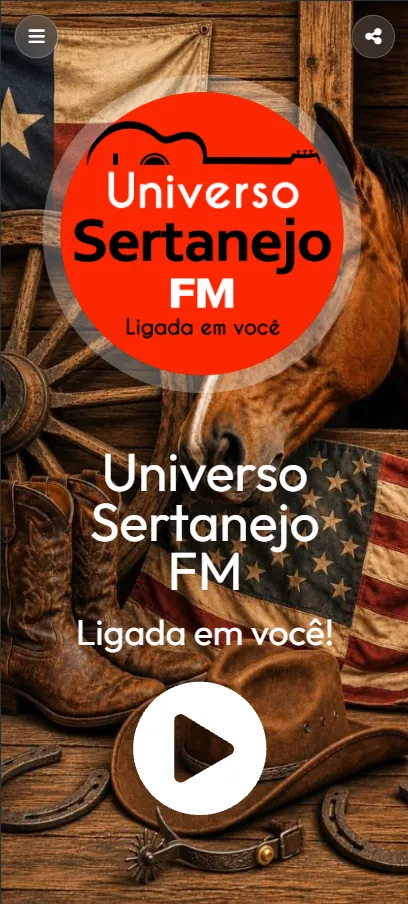 Universo
Sertanejo
FM
Ligada em você
Universo
Sertanejo
FM
Ligada em você!